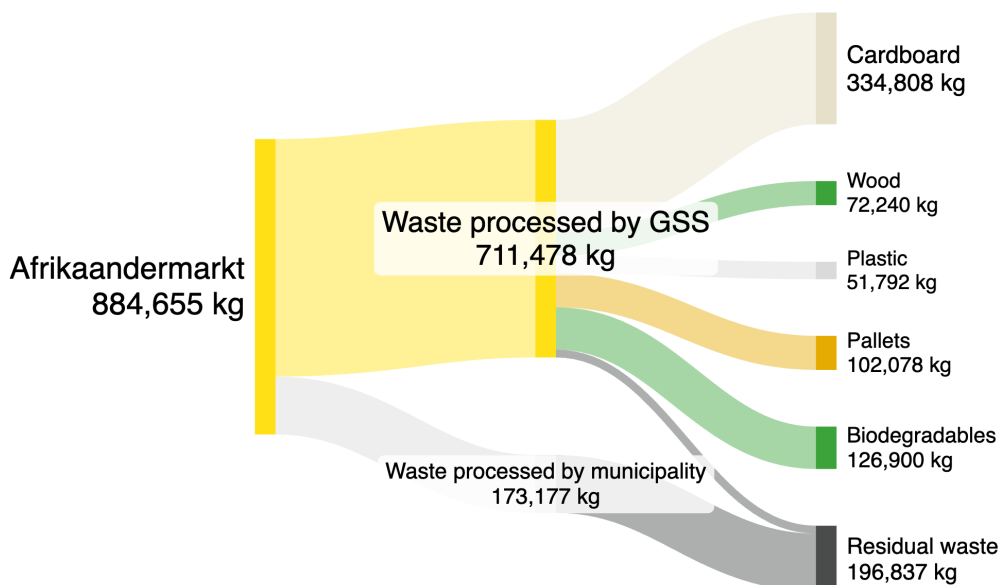 Afrikaandermarkt
884,655 kg
Waste processed by GSS
711,478 kg
Waste processed by municipality
173,177 kg
Cardboard
334,808 kg
Wood
72,240 kg
Plastic
51,792 kg
Pallets
102,078 kg
Biodegradables
126,900 kg
Residual waste
196,837 kg